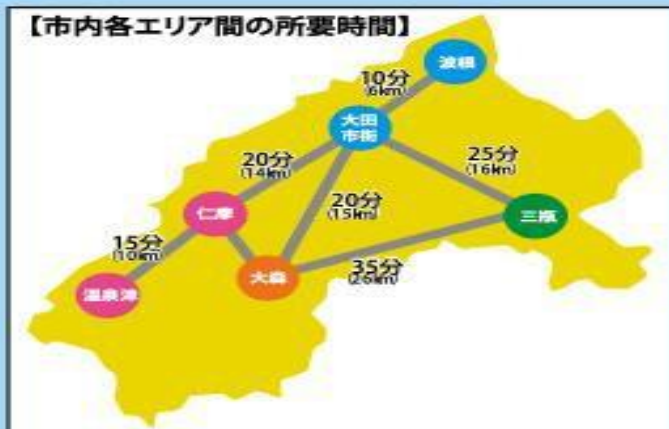 【市内各エリア間の所要時間】
波根
10分
(6km)
大田
市街
20分
(14km)
25分
(16km)
仁摩
20分
(15km)
三瓶
15分
(10km)
大森
35分
(26km)
温泉津